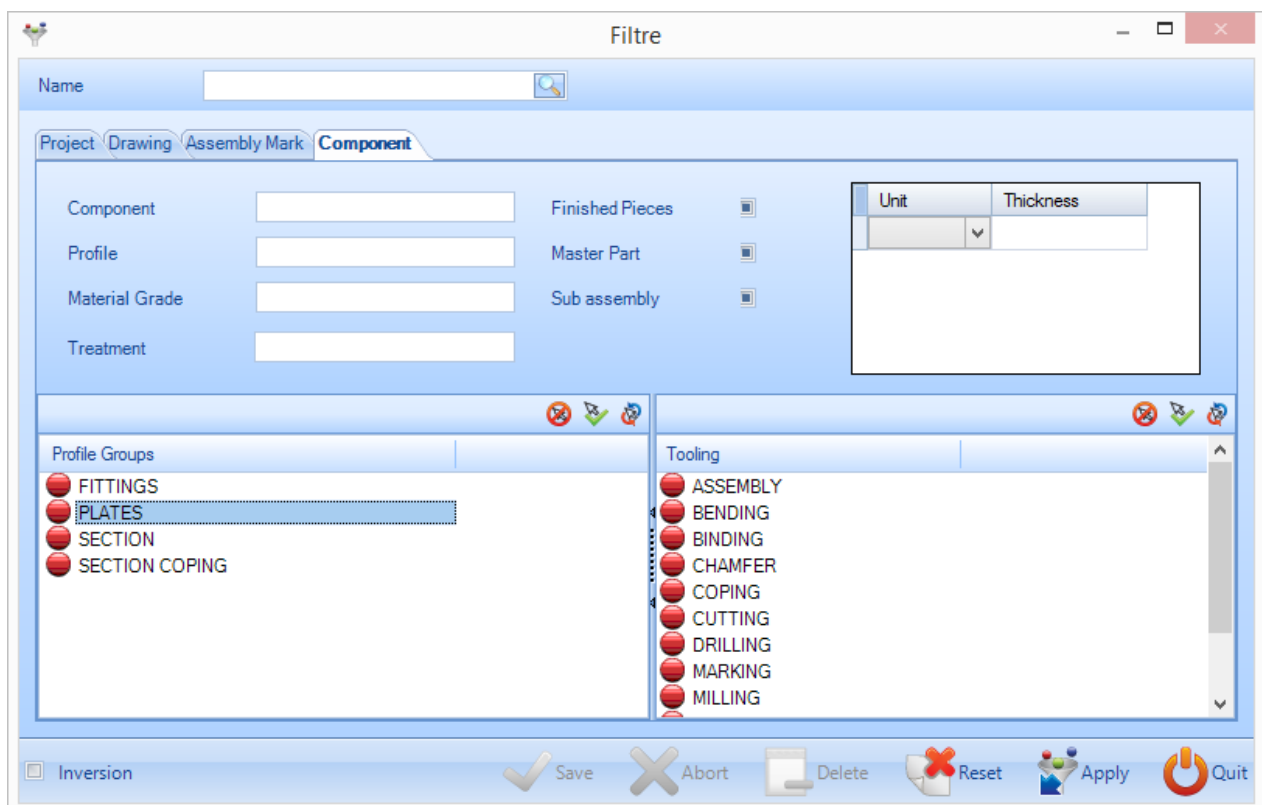 Filtre
Name
Project Drawing Assembly Mark Component
Component
Profile
Material Grade
Treatment
Finished Pieces
Master Part
Sub assembly
Unit Thickness
Profile Groups
FITTINGS
PLATES
SECTION
SECTION COPING
Tooling
ASSEMBLY
BENDING
BINDING
CHAMFER
COPING
CUTTING
DRILLING
MARKING
MILLING
Inversion Save Abort Delete Reset Apply Quit